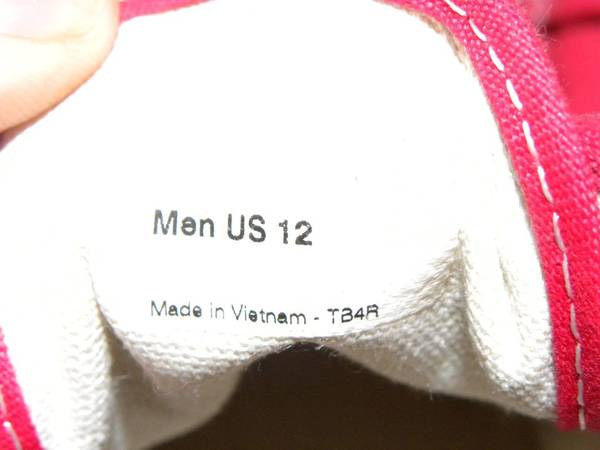 Men US 12
Made in Vietnam - TB4R